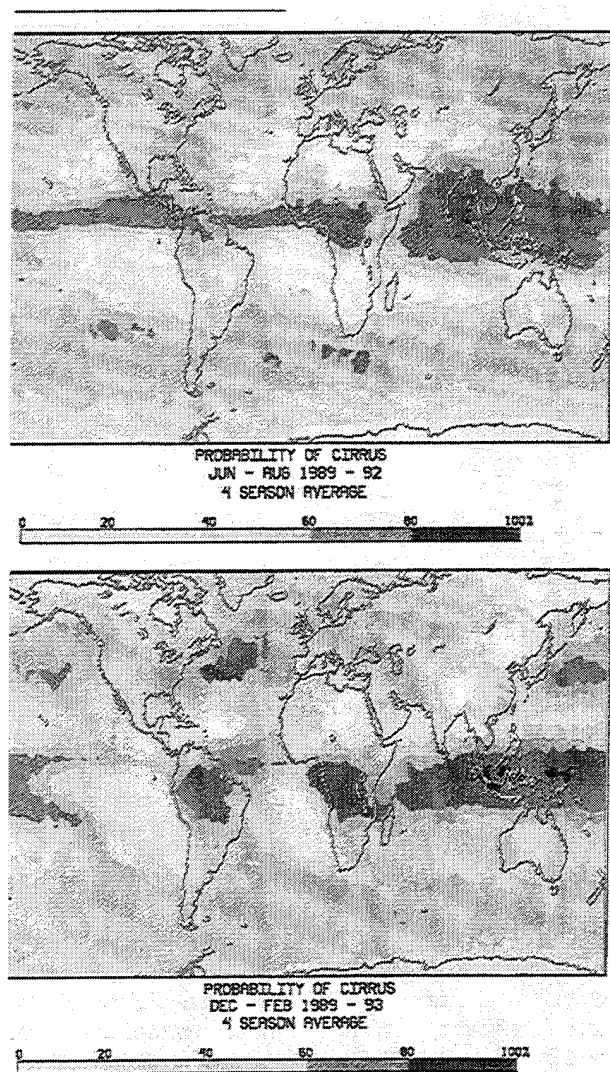 PROBABILITY OF CIRRUS
JUN - AUG 1989 - 92
4 SEASON AVERAGE
0 20 40 60 80 100%
PROBABILITY OF CIRRUS
DEC - FEB 1989 - 93
4 SEASON AVERAGE
0 20 40 60 80 100%